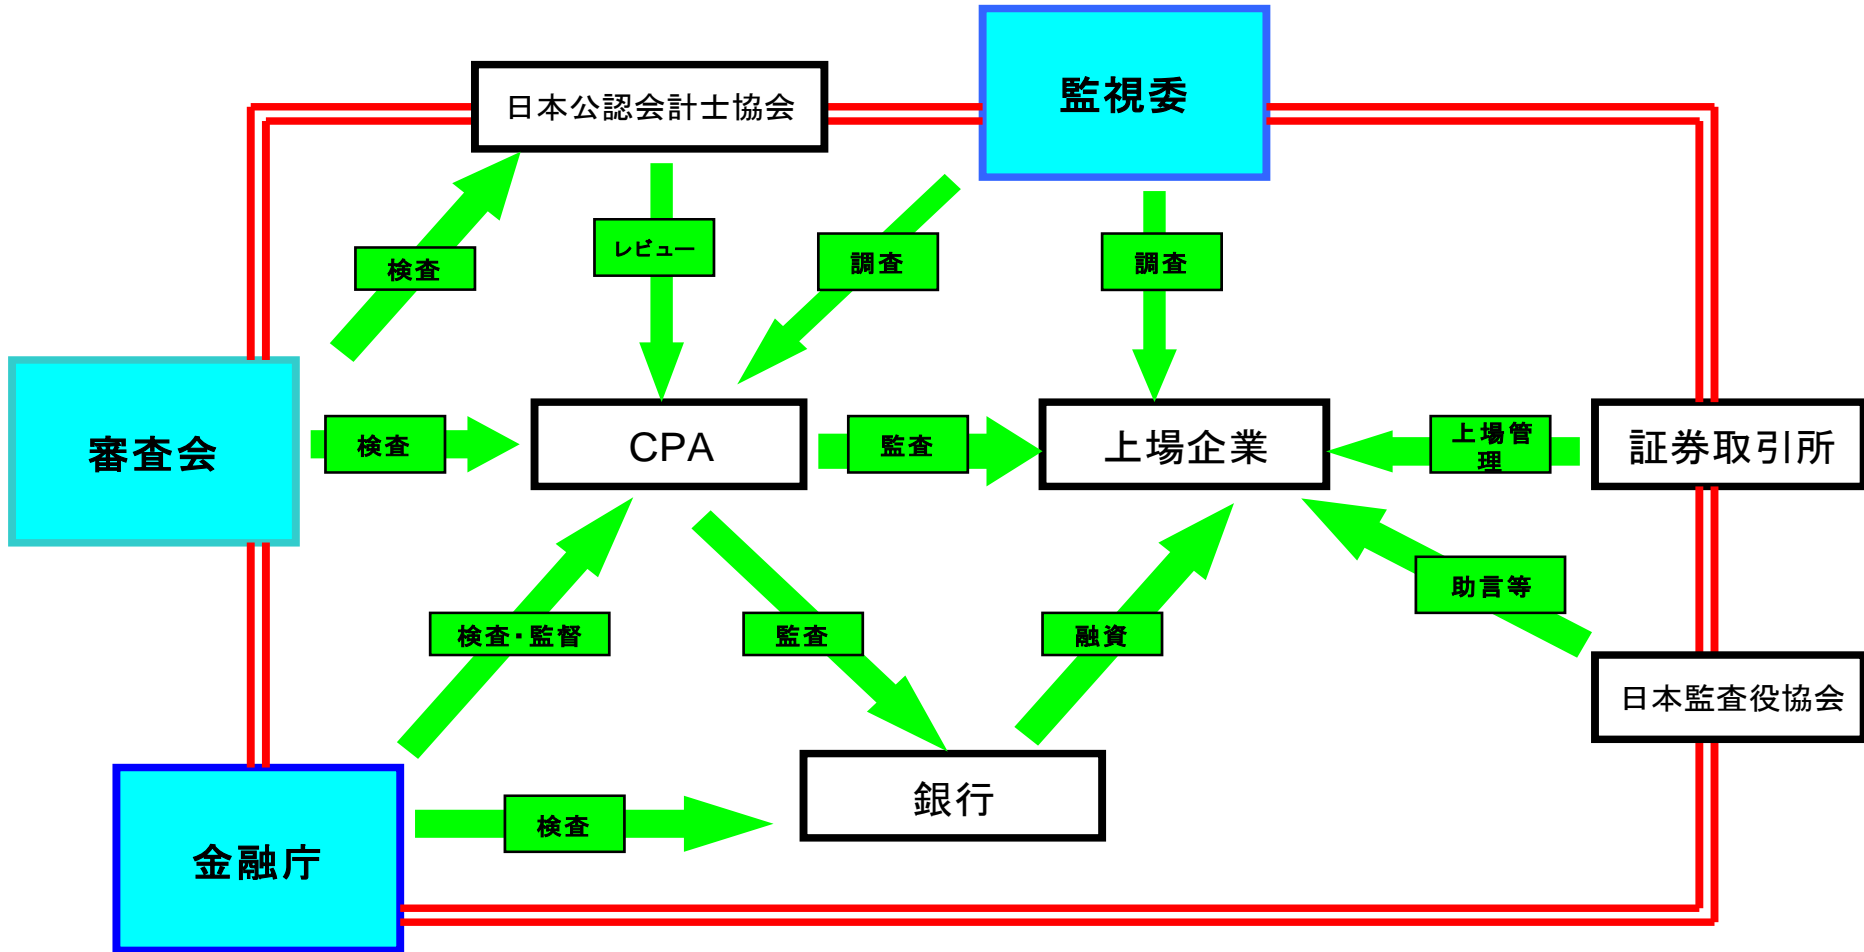 監視委
日本公認会計士協会
レビュー
調査
調査
検査
審査会
検査
CPA
監査
上場企業
上場管
理
証券取引所
助言等
検査・監督
監査
融資
日本監査役協会
銀行
検査
金融庁